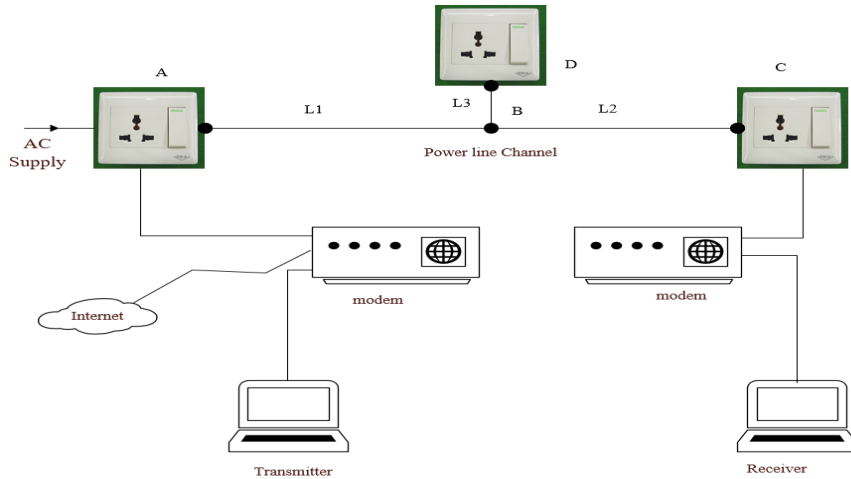 A
D
C
L1
L3
B
L2
AC
Supply
Power line Channel
modem
modem
Internet
Transmitter
Receiver